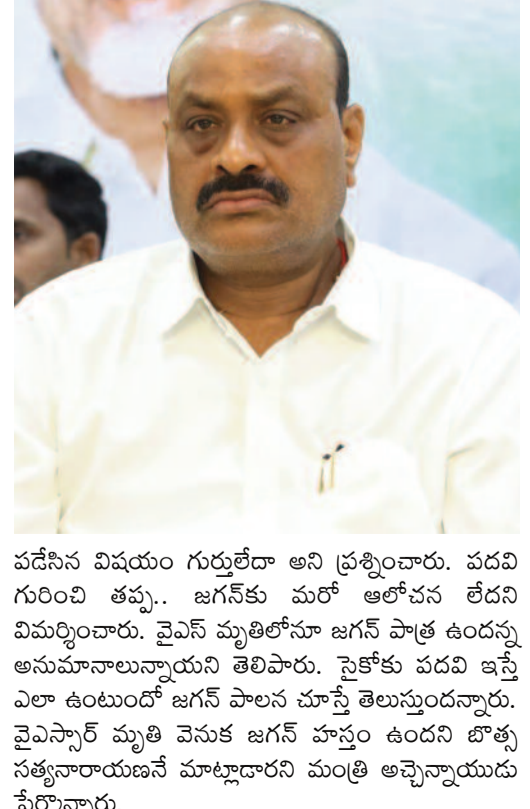 పడేసిన విషయం గుర్తులేదా అని ప్రశ్నించారు. పదవి
గురించి తప్ప.. జగన్‌కు మరో ఆలోచన లేదని
విమర్శించారు. వైఎస్ మృతిలోనూ జగన్ పాత్ర ఉందన్న
అనుమానాలున్నాయని తెలిపారు. సైకోకు పదవి ఇస్తే
ఎలా ఉంటుందో జగన్ పాలన చూస్తే తెలుస్తుందన్నారు.
వైఎస్సార్ మృతి వెనుక జగన్ హస్తం ఉందని బొత్స
సత్యనారాయణనే మాట్లాడారని మంత్రి అచ్చెన్నాయుడు
పేర్కొన్నారు